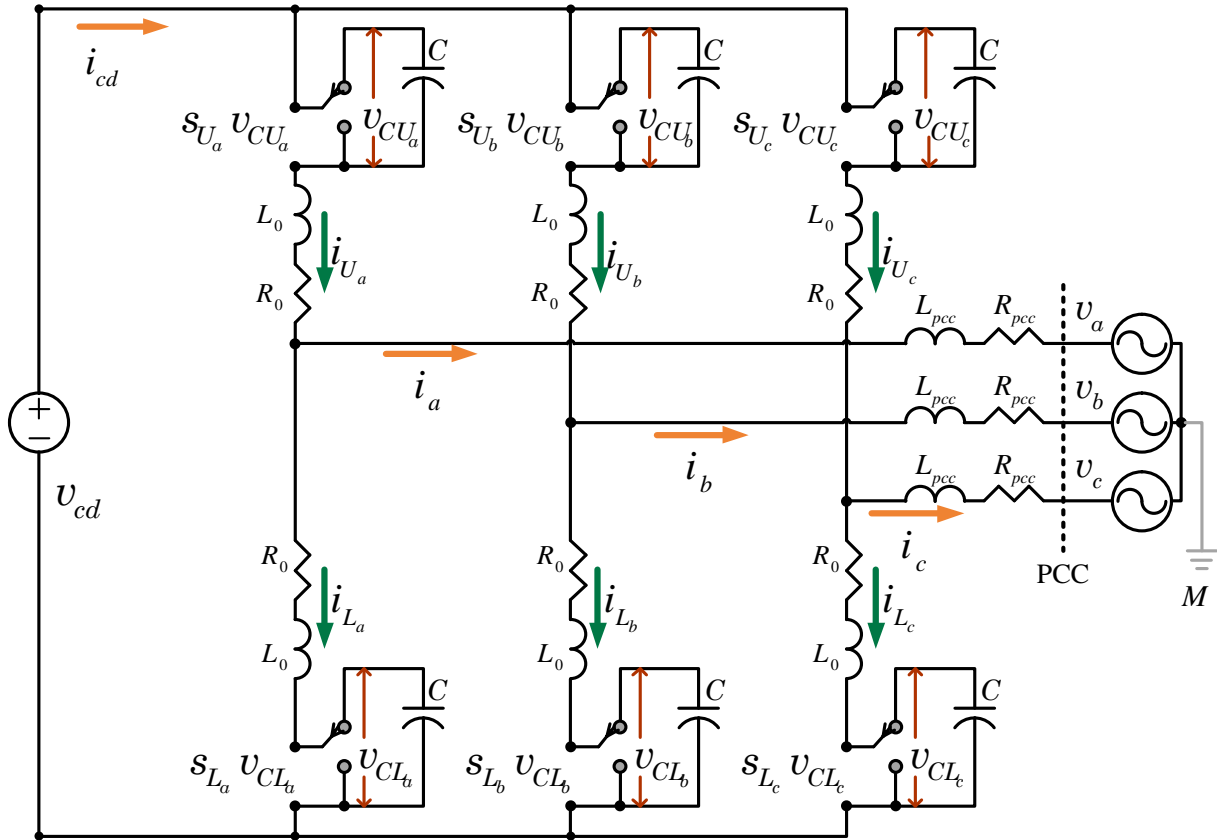 i_cd
C
C
C
s_Ua v_CUa
v_CUa
s_Ub v_CUb
v_CUb
s_Uc v_CUc
v_CUc
L_0
L_0
L_0
i_Ua
i_Ub
i_Uc
R_0
R_0
R_0
L_pcc
R_pcc
v_a
i_a
+
−
L_pcc
R_pcc
v_b
i_b
L_pcc
R_pcc
v_c
v_cd
i_c
R_0
R_0
R_0
PCC
M
i_La
i_Lb
i_Lc
L_0
L_0
L_0
C
C
C
s_La v_CLa
v_CLa
s_Lb v_CLb
v_CLb
s_Lc v_CLc
v_CLc